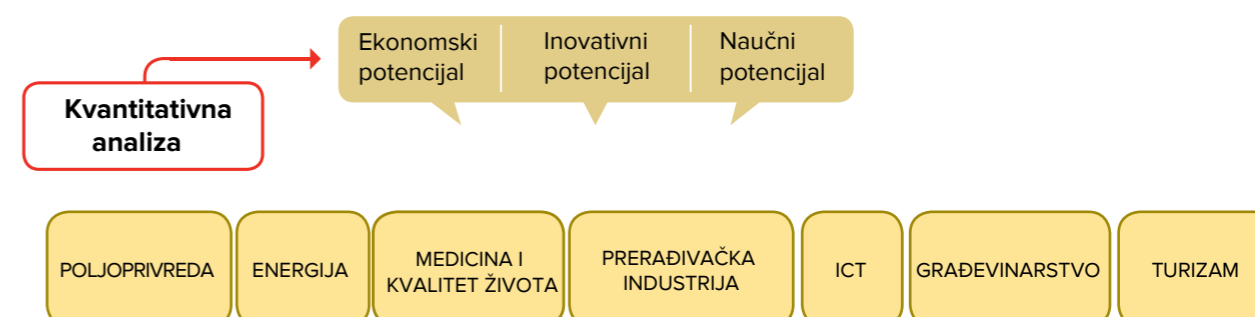 Ekonomski
potencijal
Inovativni
potencijal
Naučni
potencijal
Kvantitativna
analiza
POLJOPRIVREDA
ENERGIJA
MEDICINA I
KVALITET ŽIVOTA
PRERAĐIVAČKA
INDUSTRIJA
ICT
GRAĐEVINARSTVO
TURIZAM